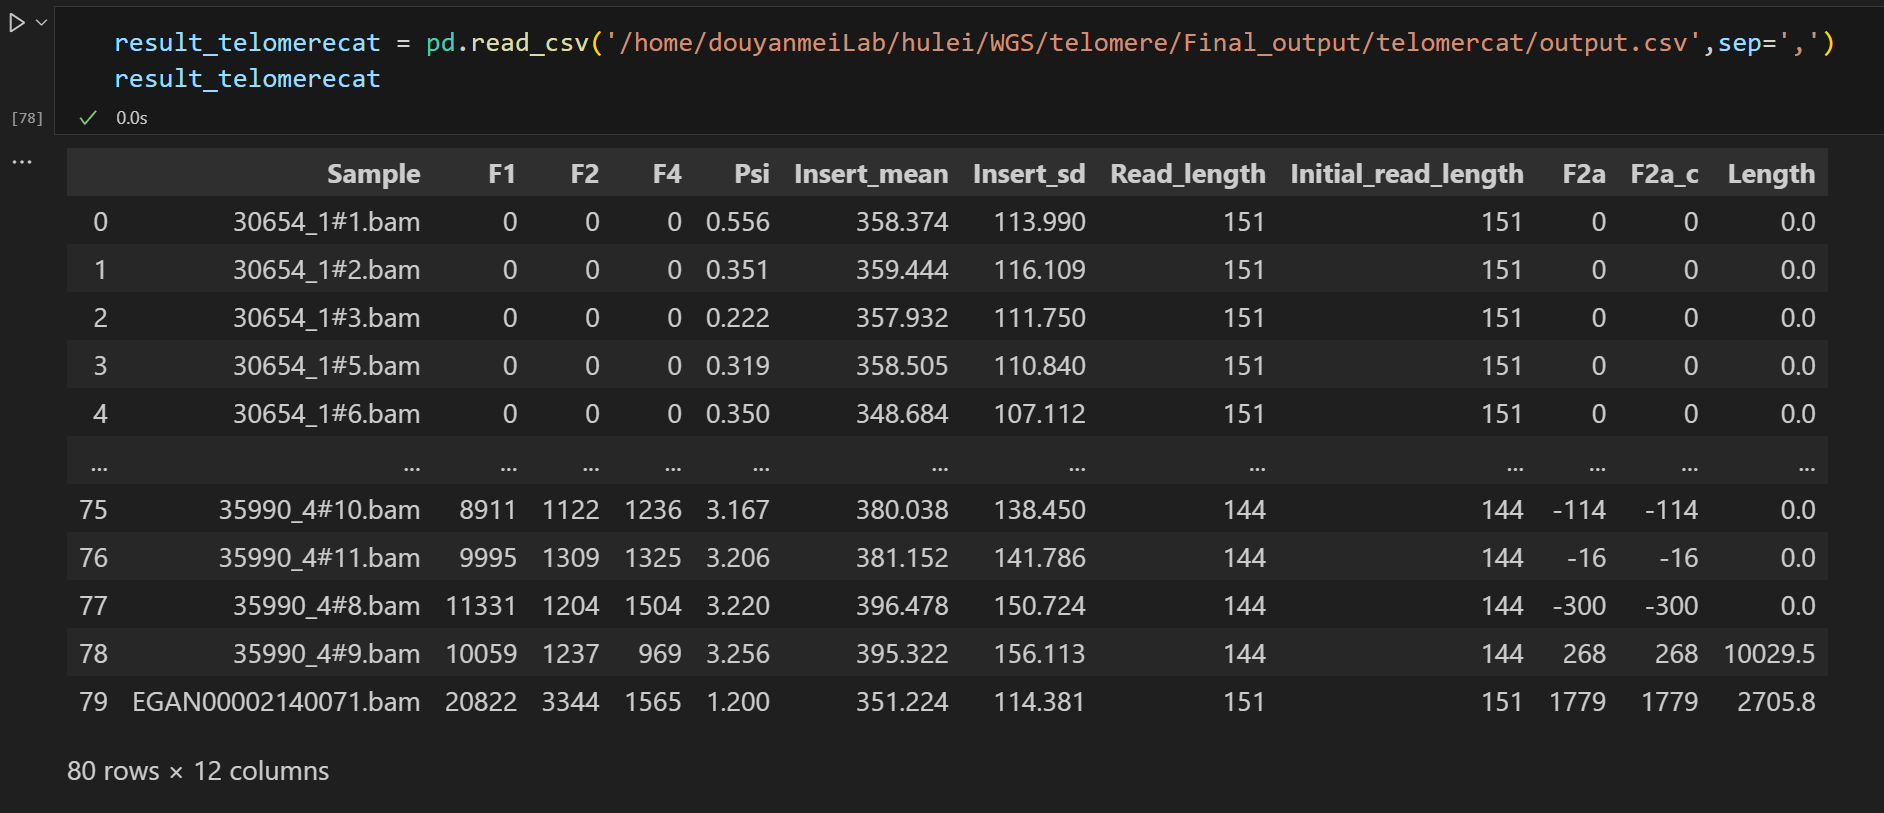 result_telomerecat = pd.read_csv('/home/douyanmeiLab/hulei/WGS/telomere/Final_output/telomercat/output.csv',sep=',')
result_telomerecat
[78] 0.0s
...
Sample F1 F2 F4 Psi Insert_mean Insert_sd Read_length Initial_read_length F2a F2a_c Length
0 30654_1#1.bam 0 0 0 0.556 358.374 113.990 151 151 0 0 0.0
1 30654_1#2.bam 0 0 0 0.351 359.444 116.109 151 151 0 0 0.0
2 30654_1#3.bam 0 0 0 0.222 357.932 111.750 151 151 0 0 0.0
3 30654_1#5.bam 0 0 0 0.319 358.505 110.840 151 151 0 0 0.0
4 30654_1#6.bam 0 0 0 0.350 348.684 107.112 151 151 0 0 0.0
... ... ... ... ... ... ... ... ... ... ... ... ...
75 35990_4#10.bam 8911 1122 1236 3.167 380.038 138.450 144 144 -114 -114 0.0
76 35990_4#11.bam 9995 1309 1325 3.206 381.152 141.786 144 144 -16 -16 0.0
77 35990_4#8.bam 11331 1204 1504 3.220 396.478 150.724 144 144 -300 -300 0.0
78 35990_4#9.bam 10059 1237 969 3.256 395.322 156.113 144 144 268 268 10029.5
79 EGAN00002140071.bam 20822 3344 1565 1.200 351.224 114.381 151 151 1779 1779 2705.8
80 rows × 12 columns